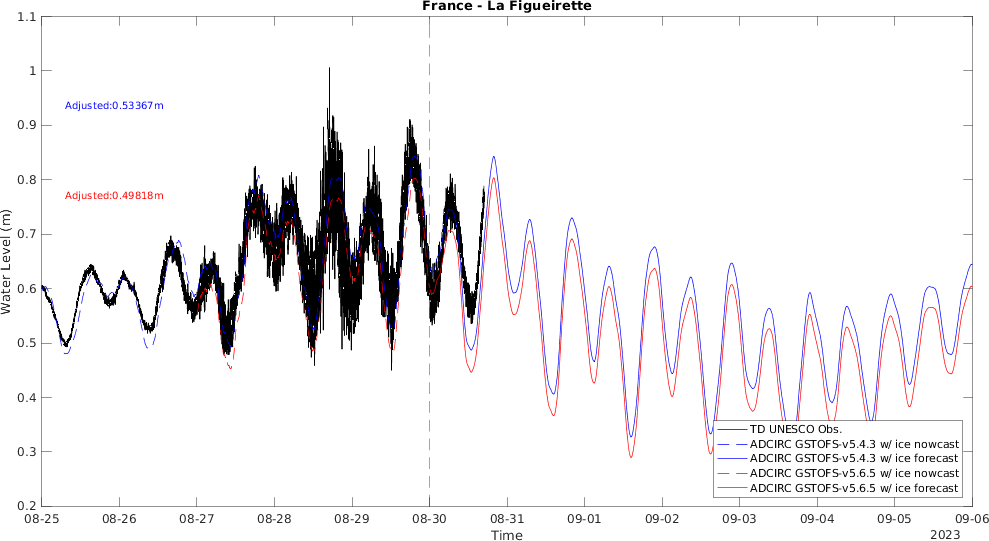 France - La Figueirette
1.1
1
0.9
0.8
0.7
0.6
0.5
0.4
0.3
0.2
Water Level (m)
Adjusted:0.53367m
Adjusted:0.49818m
TD UNESCO Obs.
ADCIRC GSTOFS-v5.4.3 w/ ice nowcast
ADCIRC GSTOFS-v5.4.3 w/ ice forecast
ADCIRC GSTOFS-v5.6.5 w/ ice nowcast
ADCIRC GSTOFS-v5.6.5 w/ ice forecast
08-25 08-26 08-27 08-28 08-29 08-30 08-31 09-01 09-02 09-03 09-04 09-05 09-06
Time
2023